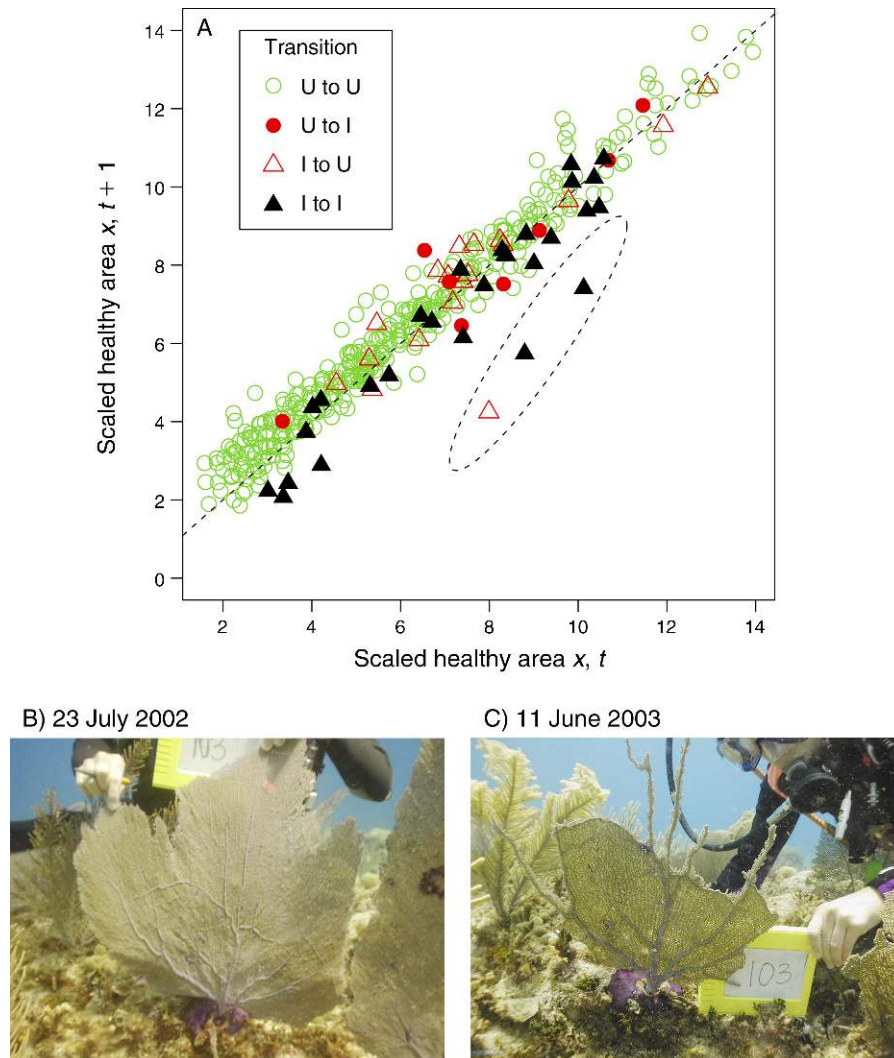 A
Transition
U to U
U to I
I to U
I to I
14
12
10
8
6
4
2
0
Scaled healthy area x, t + 1
2 4 6 8 10 12 14
Scaled healthy area x, t
B) 23 July 2002
C) 11 June 2003
103
103